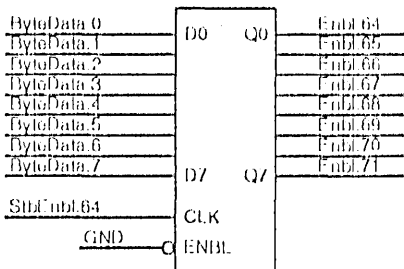 ByteData.0 D0 Q0 Enbl.64
ByteData.1 Enbl.65
ByteData.2 Enbl.66
ByteData.3 Enbl.67
ByteData.4 Enbl.68
ByteData.5 Enbl.69
ByteData.6 Enbl.70
ByteData.7 D7 Q7 Enbl.71
StbEnbl.64 CLK
GND ENBL